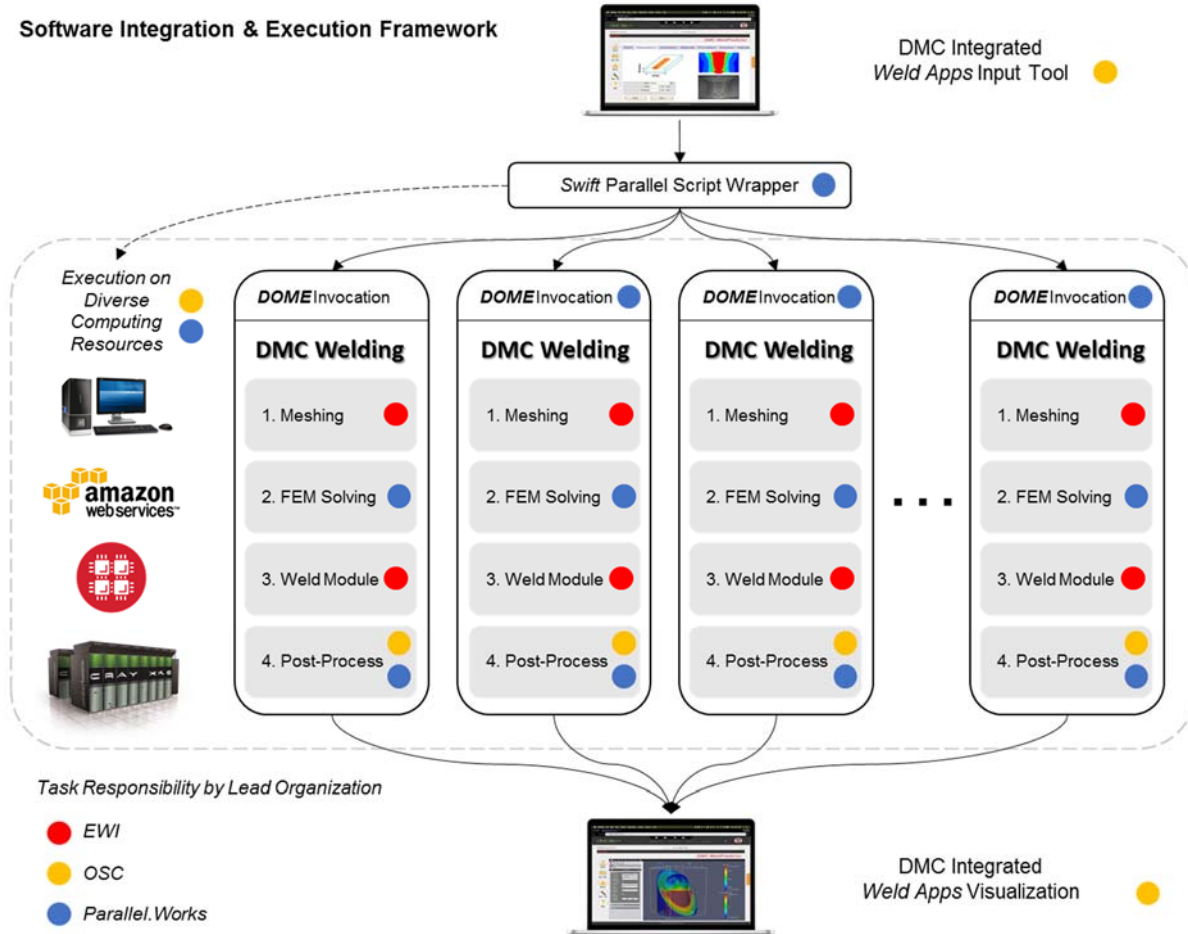 Software Integration & Execution Framework
DMC Integrated
Weld Apps Input Tool
Swift Parallel Script Wrapper
Execution on
Diverse
Computing
Resources
amazon
webservices™
CRAY
DOME Invocation
DMC Welding
1. Meshing
2. FEM Solving
3. Weld Module
4. Post-Process
DOME Invocation
DMC Welding
1. Meshing
2. FEM Solving
3. Weld Module
4. Post-Process
DOME Invocation
DMC Welding
1. Meshing
2. FEM Solving
3. Weld Module
4. Post-Process
. . .
DOME Invocation
DMC Welding
1. Meshing
2. FEM Solving
3. Weld Module
4. Post-Process
Task Responsibility by Lead Organization
EWI
OSC
Parallel.Works
DMC Integrated
Weld Apps Visualization